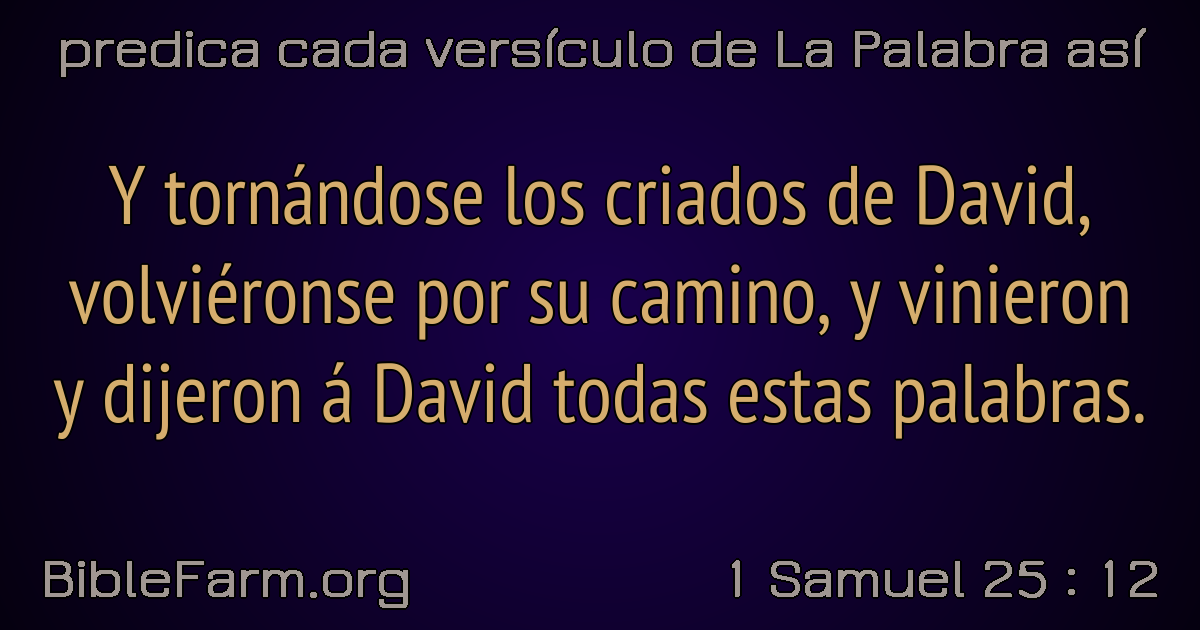 predica cada versículo de La Palabra así
Y tornándose los criados de David,
volviéronse por su camino, y vinieron
y dijeron á David todas estas palabras.
BibleFarm.org
1 Samuel 25 : 12